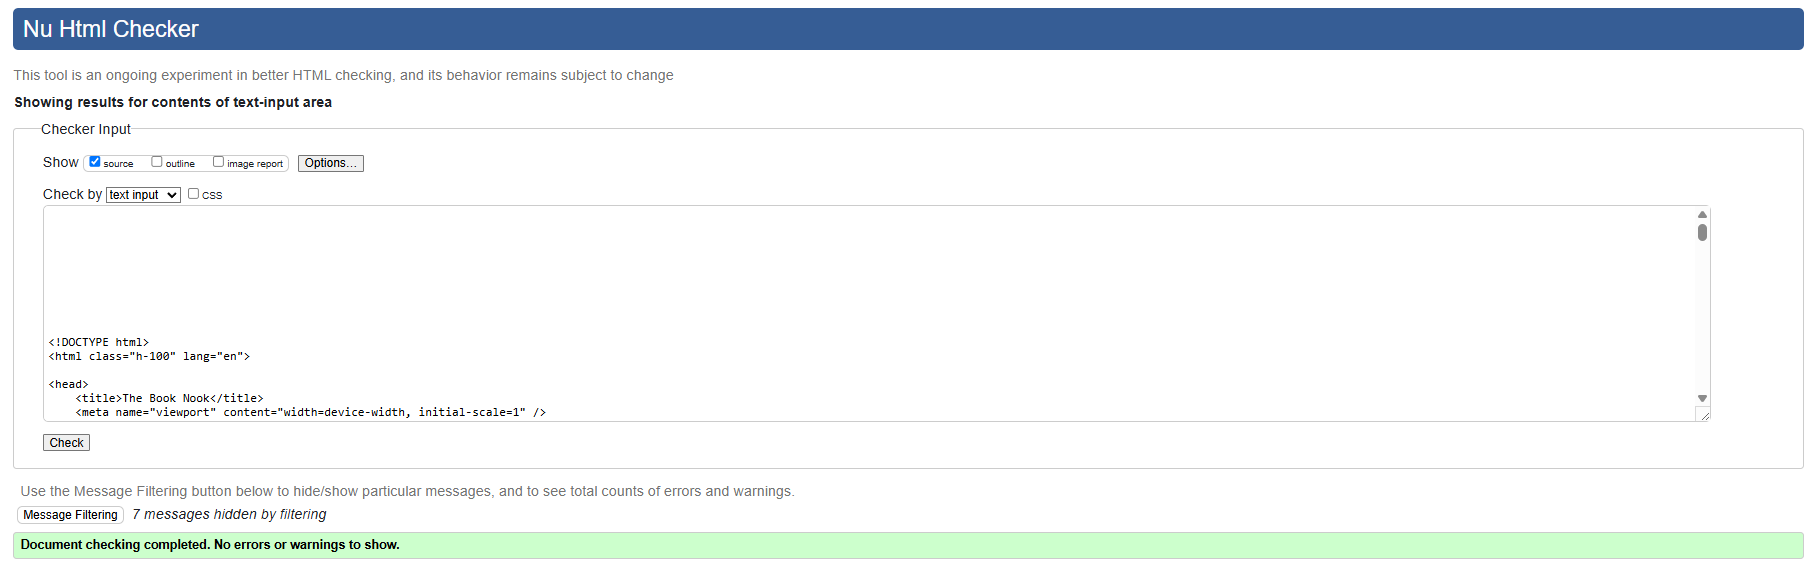 Nu Html Checker
This tool is an ongoing experiment in better HTML checking, and its behavior remains subject to change
Showing results for contents of text-input area
Checker Input
Show source outline image report Options...
Check by text input css
<!DOCTYPE html>
<html class="h-100" lang="en">
<head>
<title>The Book Nook</title>
<meta name="viewport" content="width=device-width, initial-scale=1" />
Check
Use the Message Filtering button below to hide/show particular messages, and to see total counts of errors and warnings.
Message Filtering 7 messages hidden by filtering
Document checking completed. No errors or warnings to show.